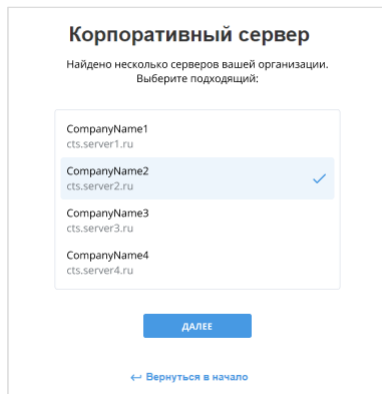 Корпоративный сервер
Найдено несколько серверов вашей организации.
Выберите подходящий:
CompanyName1
cts.server1.ru
CompanyName2
cts.server2.ru
CompanyName3
cts.server3.ru
CompanyName4
cts.server4.ru
ДАЛЕЕ
Вернуться в начало